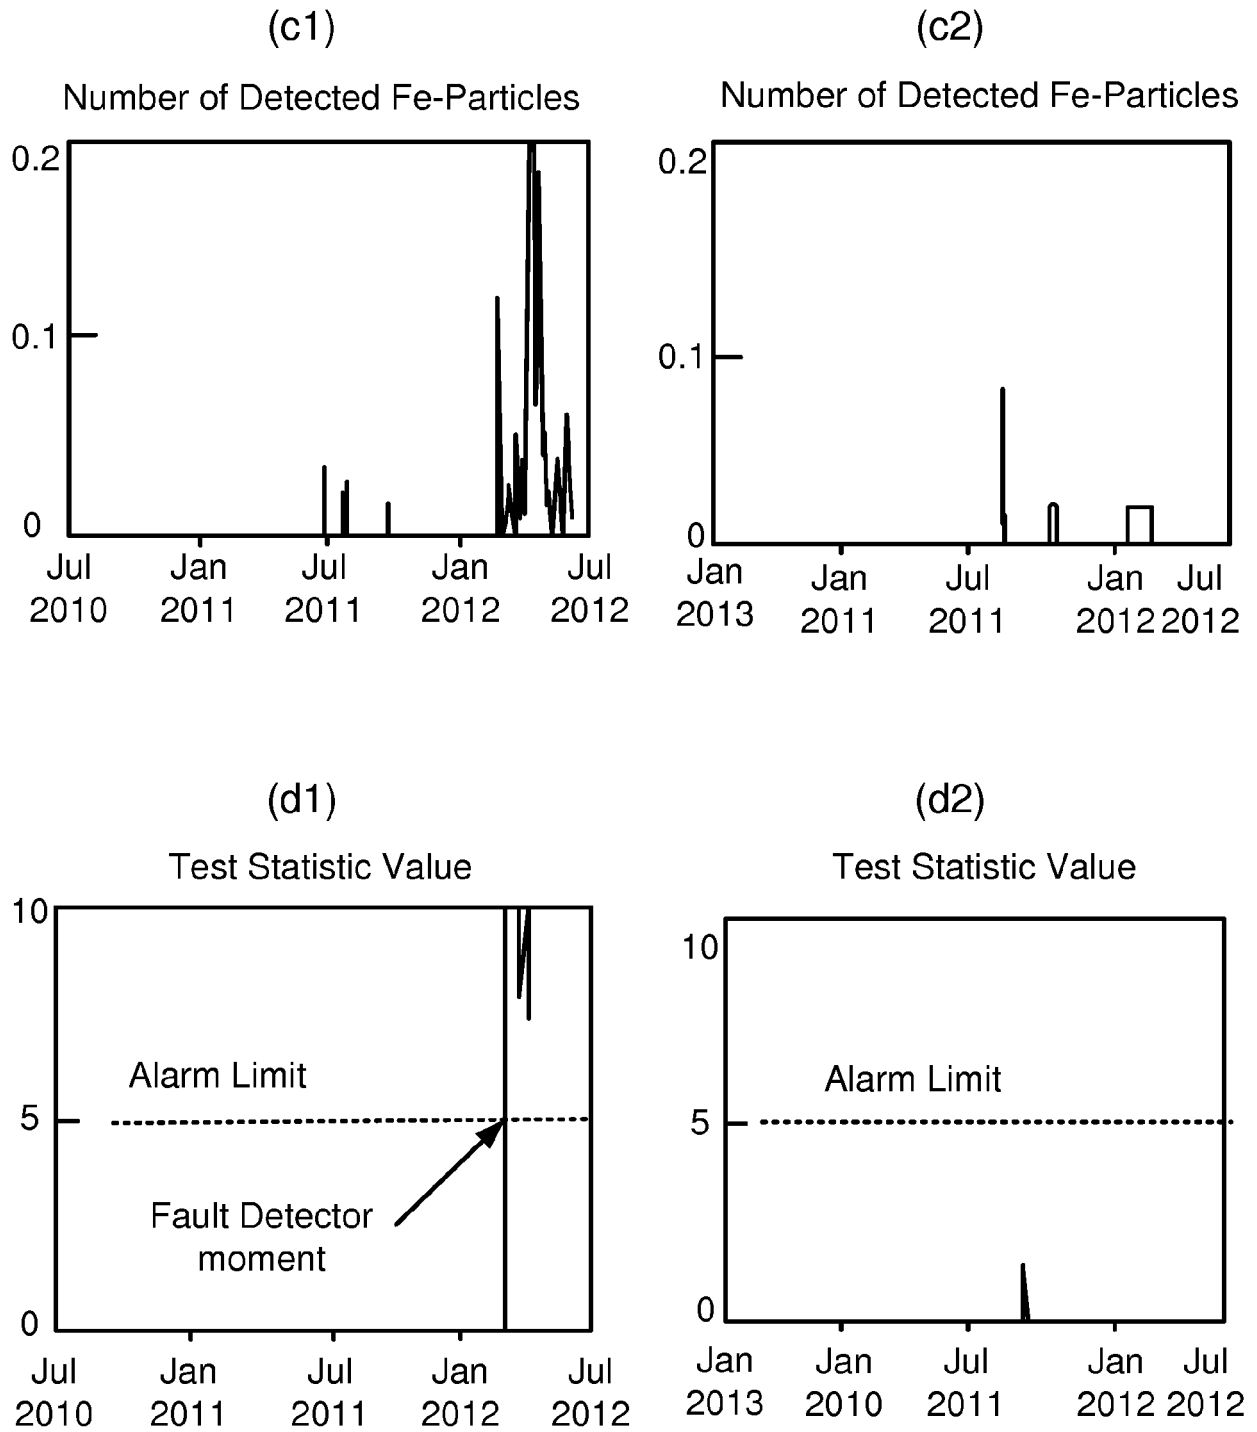 (c1)
Number of Detected Fe-Particles
0.2
0.1
0
Jul Jan Jul Jan Jul
2010 2011 2011 2012 2012
(c2)
Number of Detected Fe-Particles
0.2
0.1
0
Jan Jan Jul Jan Jul
2013 2011 2011 2012 2012
(d1)
Test Statistic Value
10
Alarm Limit
5
Fault Detector
moment
0
Jul Jan Jul Jan Jul
2010 2011 2011 2012 2012
(d2)
Test Statistic Value
10
Alarm Limit
5
0
Jan Jan Jul Jan Jul
2013 2010 2011 2012 2012